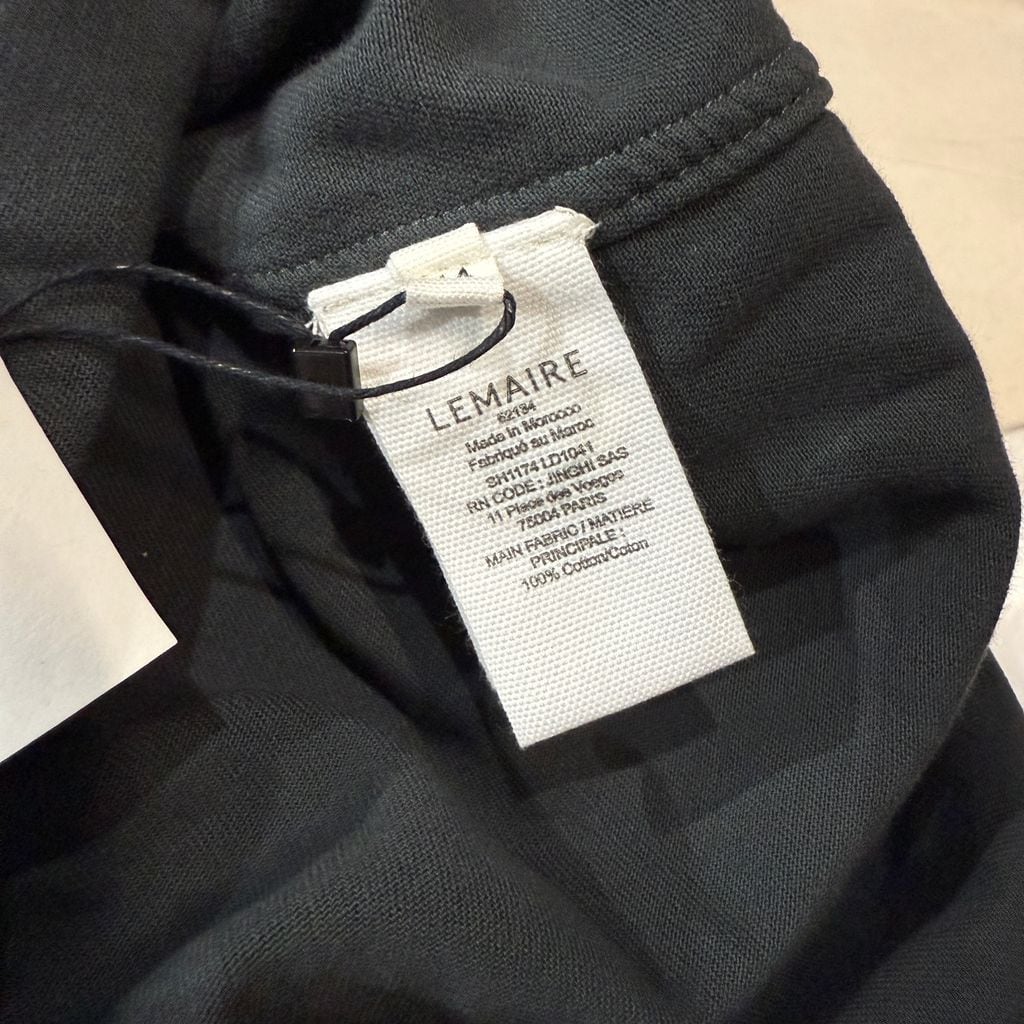 LEMAIRE
62194
Made in Morocco
Fabriqué au Maroc
SH1174 LD1041
RN CODE : JINGHI SAS
11 Place des Vosges
75004 PARIS
MAIN FABRIC / MATIERE
PRINCIPALE :
100% Cotton/Coton